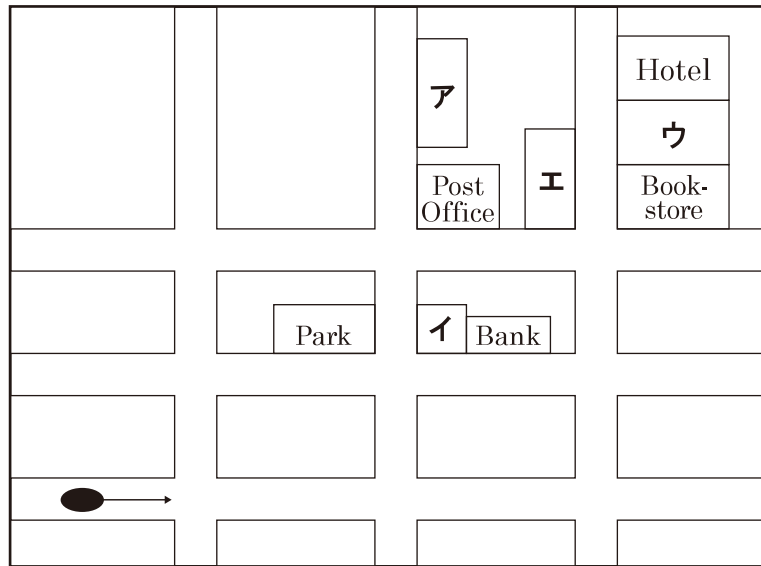 Hotel
ア
ウ
エ
Post
Office
Book-
store
イ
Park
Bank